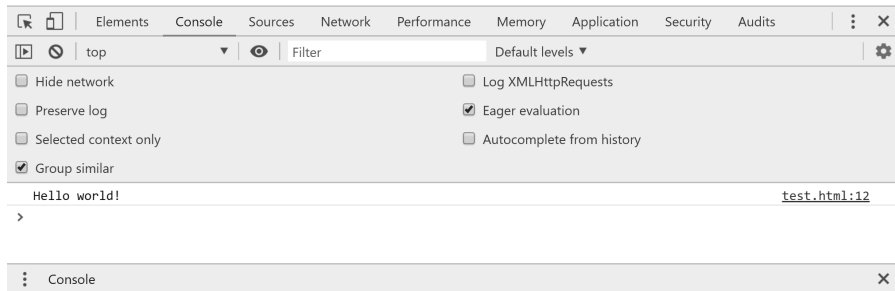 Elements Console Sources Network Performance Memory Application Security Audits
top Filter Default levels
Hide network Log XMLHttpRequests
Preserve log Eager evaluation
Selected context only Autocomplete from history
Group similar
Hello world! test.html:12
>
Console